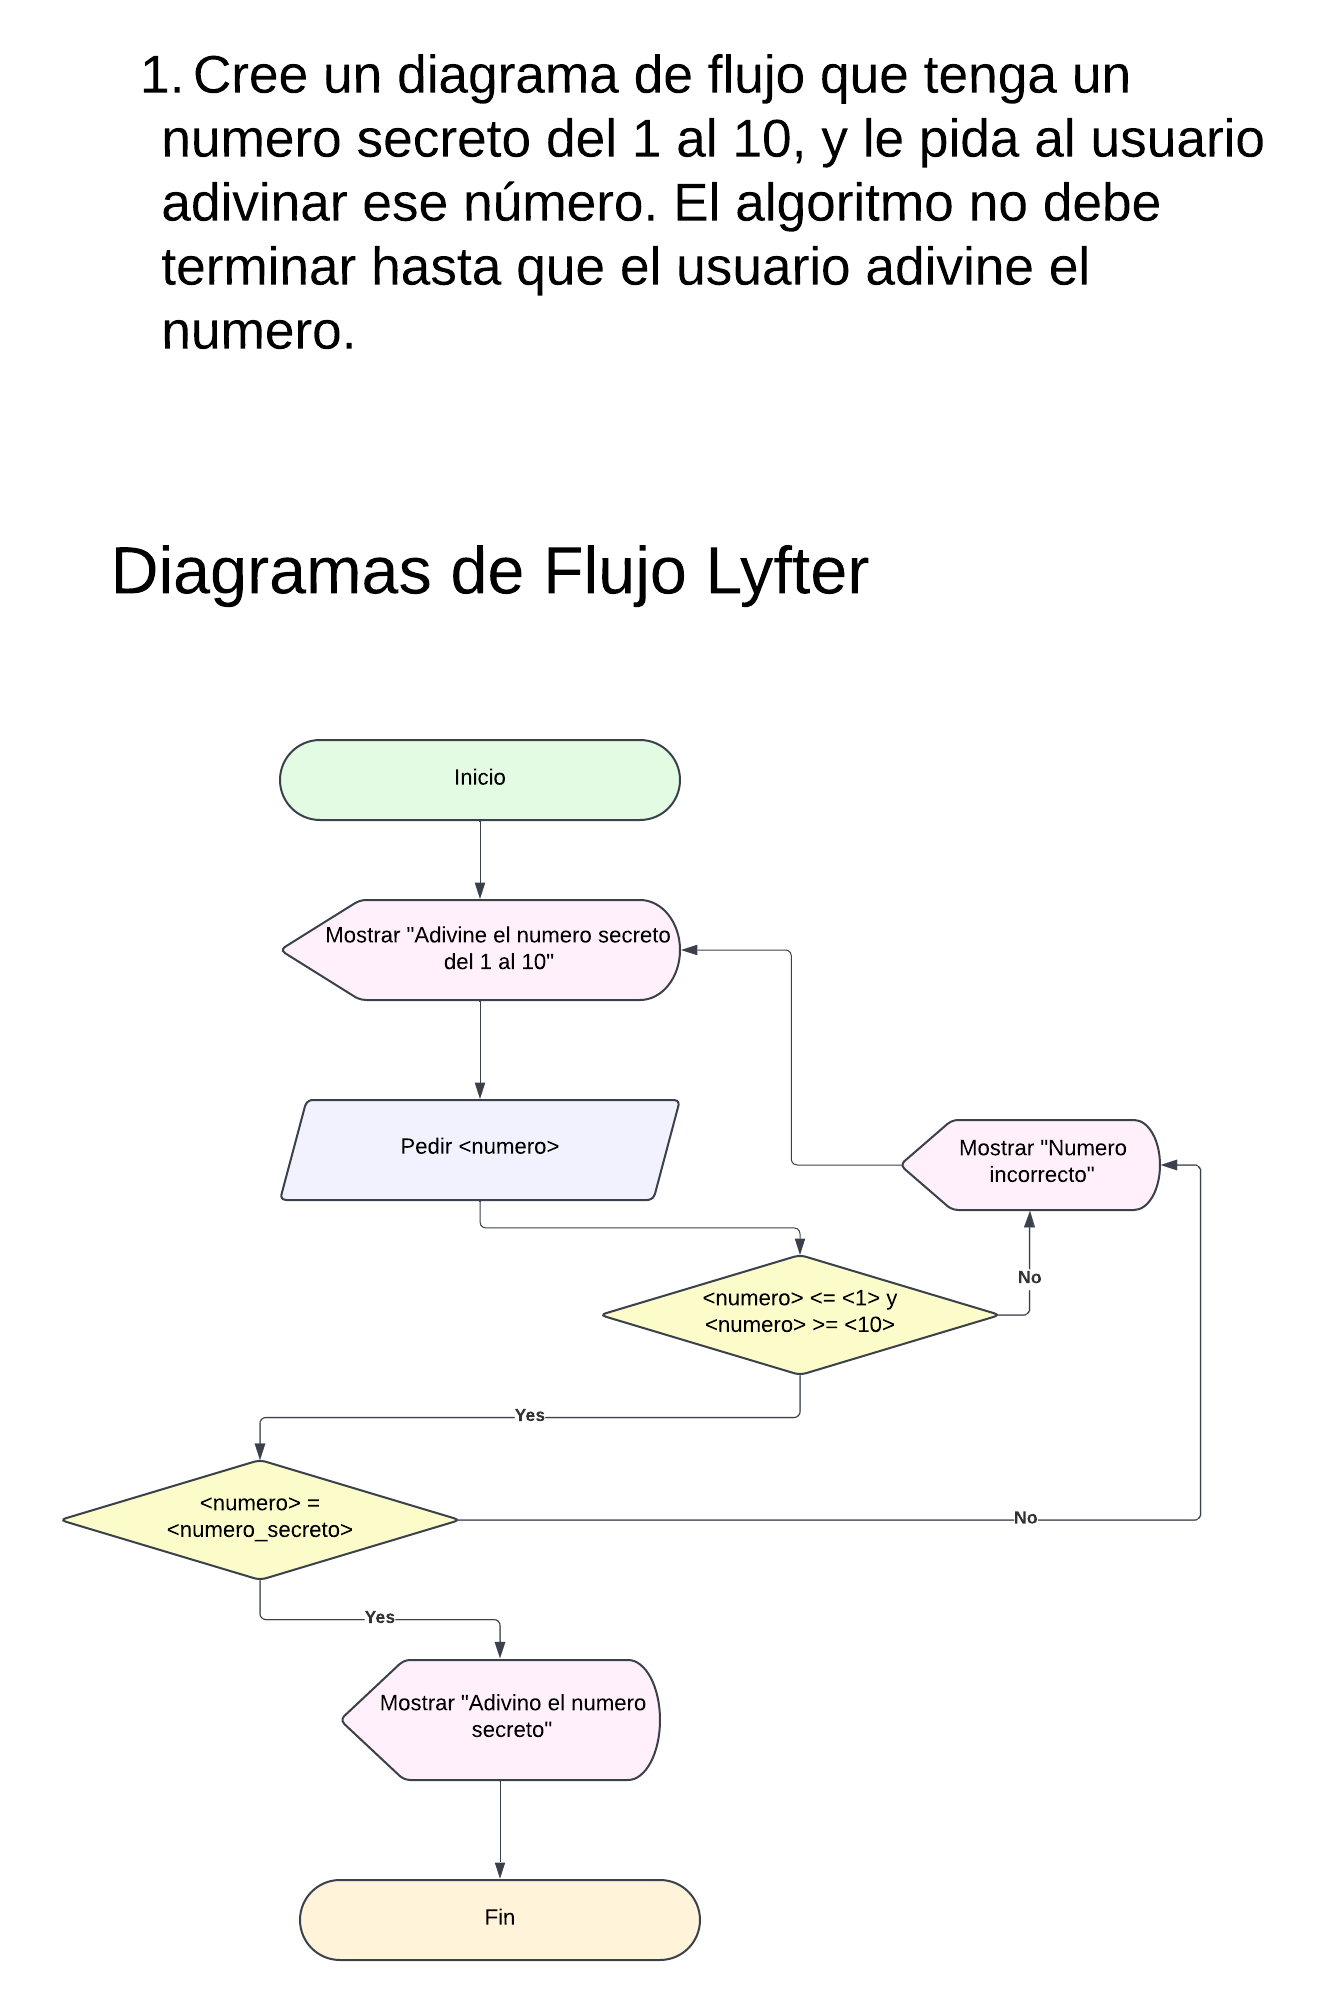 1. Cree un diagrama de flujo que tenga un
numero secreto del 1 al 10, y le pida al usuario
adivinar ese número. El algoritmo no debe
terminar hasta que el usuario adivine el
numero.
Diagramas de Flujo Lyfter
Inicio
Mostrar "Adivine el numero secreto
del 1 al 10"
Pedir <numero>
Mostrar "Numero
incorrecto"
No
<numero> <= <1> y
<numero> >= <10>
Yes
<numero> =
<numero_secreto>
No
Yes
Mostrar "Adivino el numero
secreto"
Fin